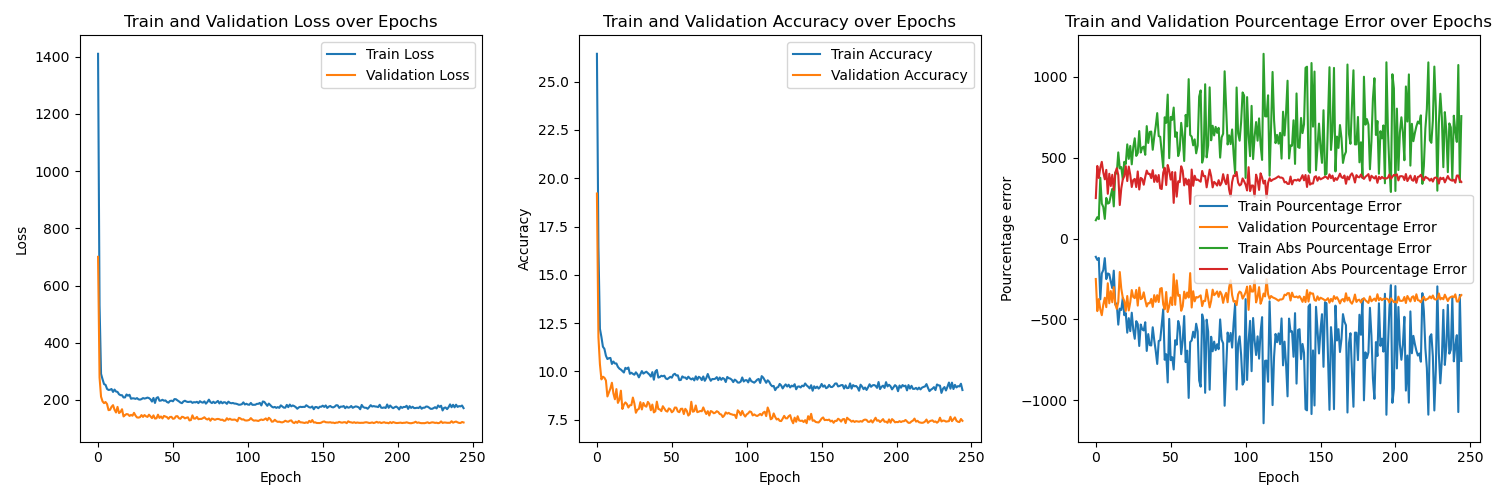 Train and Validation Loss over Epochs
1400
1200
1000
800
600
400
200
0
50
100
150
200
250
Loss
Epoch
Train Loss
Validation Loss
Train and Validation Accuracy over Epochs
25.0
22.5
20.0
17.5
15.0
12.5
10.0
7.5
0
50
100
150
200
250
Accuracy
Epoch
Train Accuracy
Validation Accuracy
Train and Validation Pourcentage Error over Epochs
1000
500
0
−500
−1000
0
50
100
150
200
250
Pourcentage error
Epoch
Train Pourcentage Error
Validation Pourcentage Error
Train Abs Pourcentage Error
Validation Abs Pourcentage Error